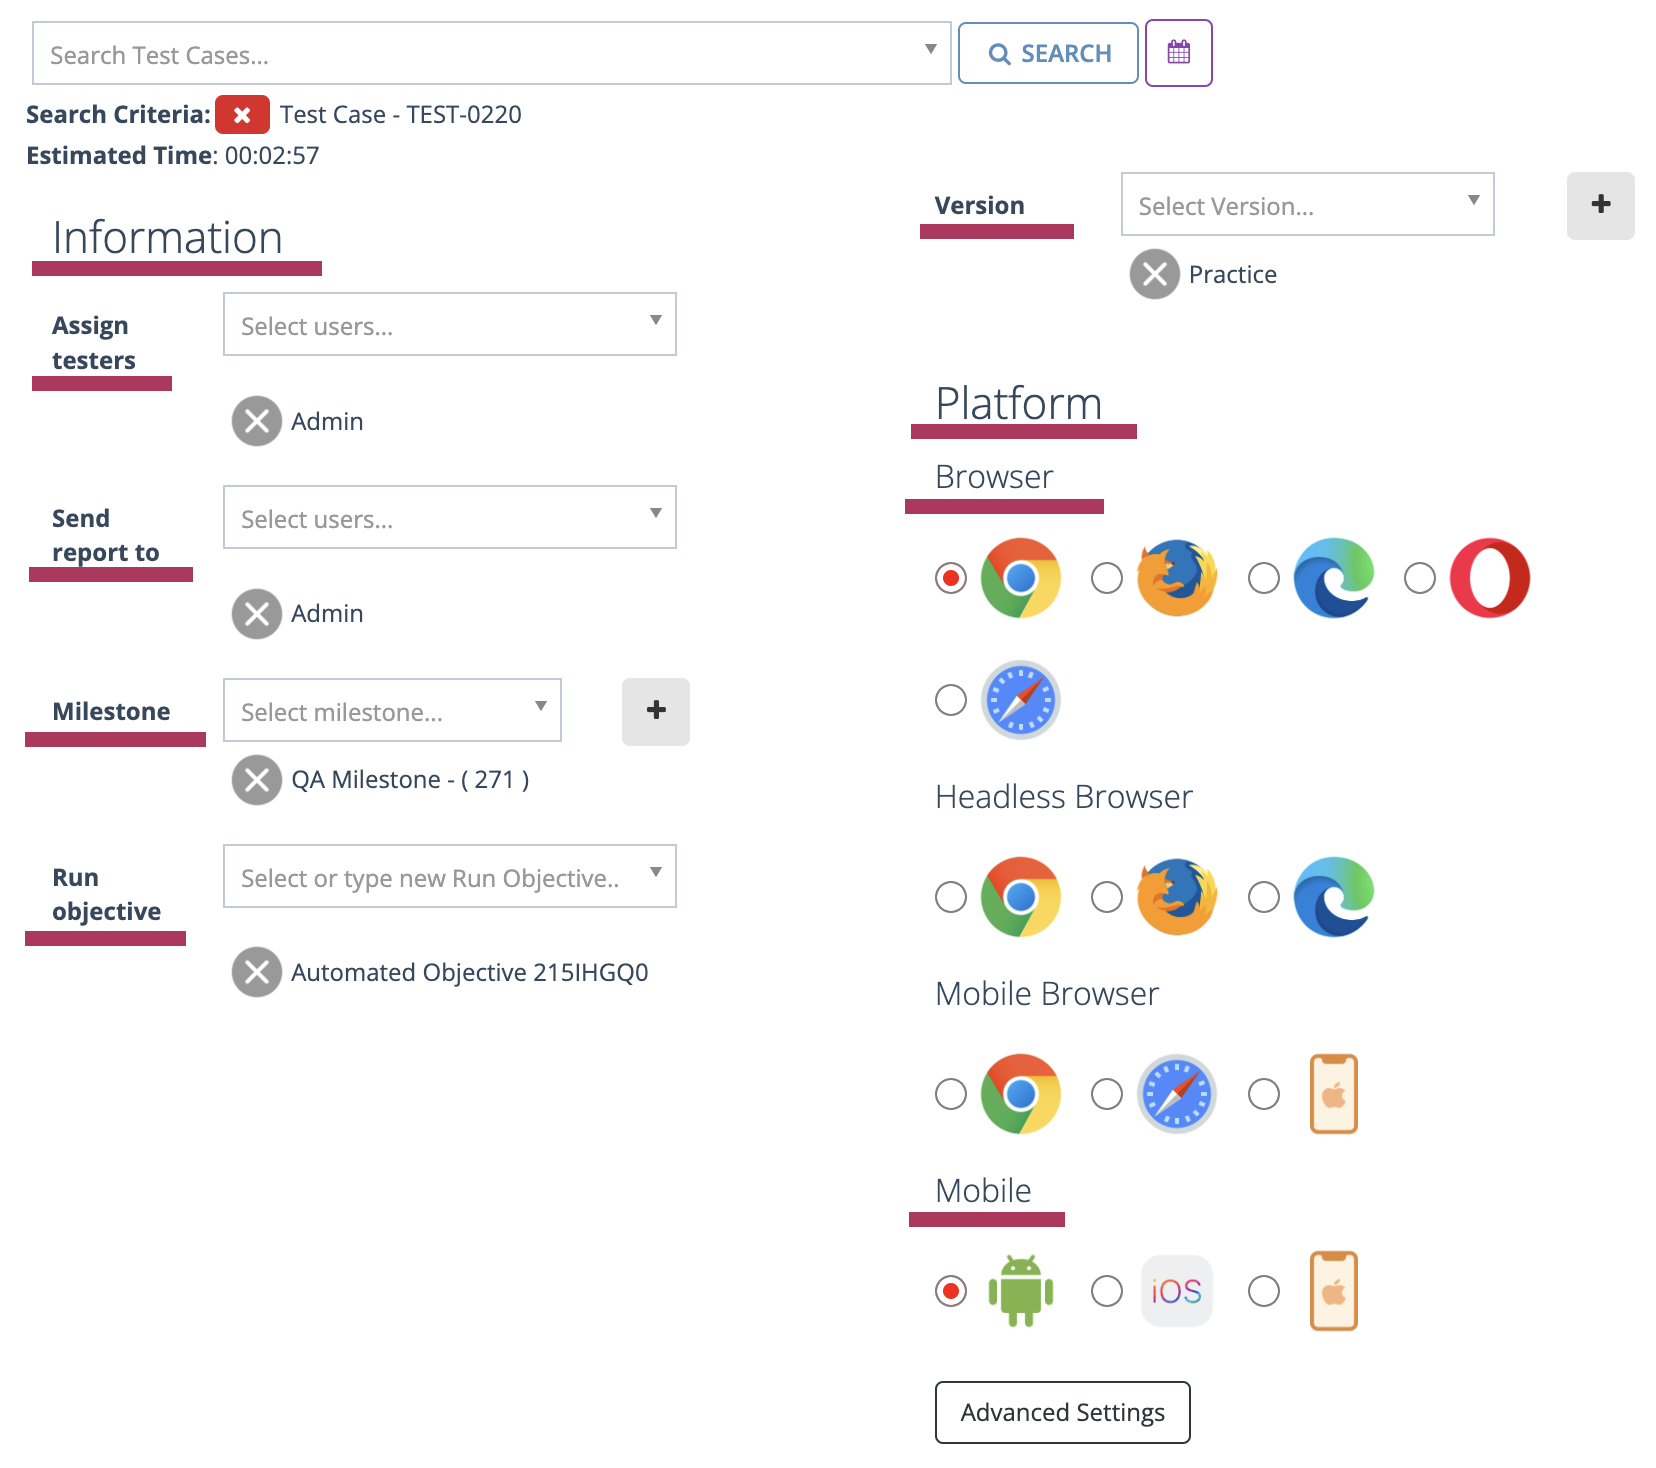 Search Test Cases...
SEARCH
Search Criteria: Test Case - TEST-0220
Estimated Time: 00:02:57
Information
Assign
testers
Select users...
Admin
Send
report to
Select users...
Admin
Milestone
Select milestone...
+
QA Milestone - ( 271 )
Run
objective
Select or type new Run Objective..
Automated Objective 215IHGQ0
Version
Select Version...
+
Practice
Platform
Browser
Headless Browser
Mobile Browser
Mobile
iOS
Advanced Settings